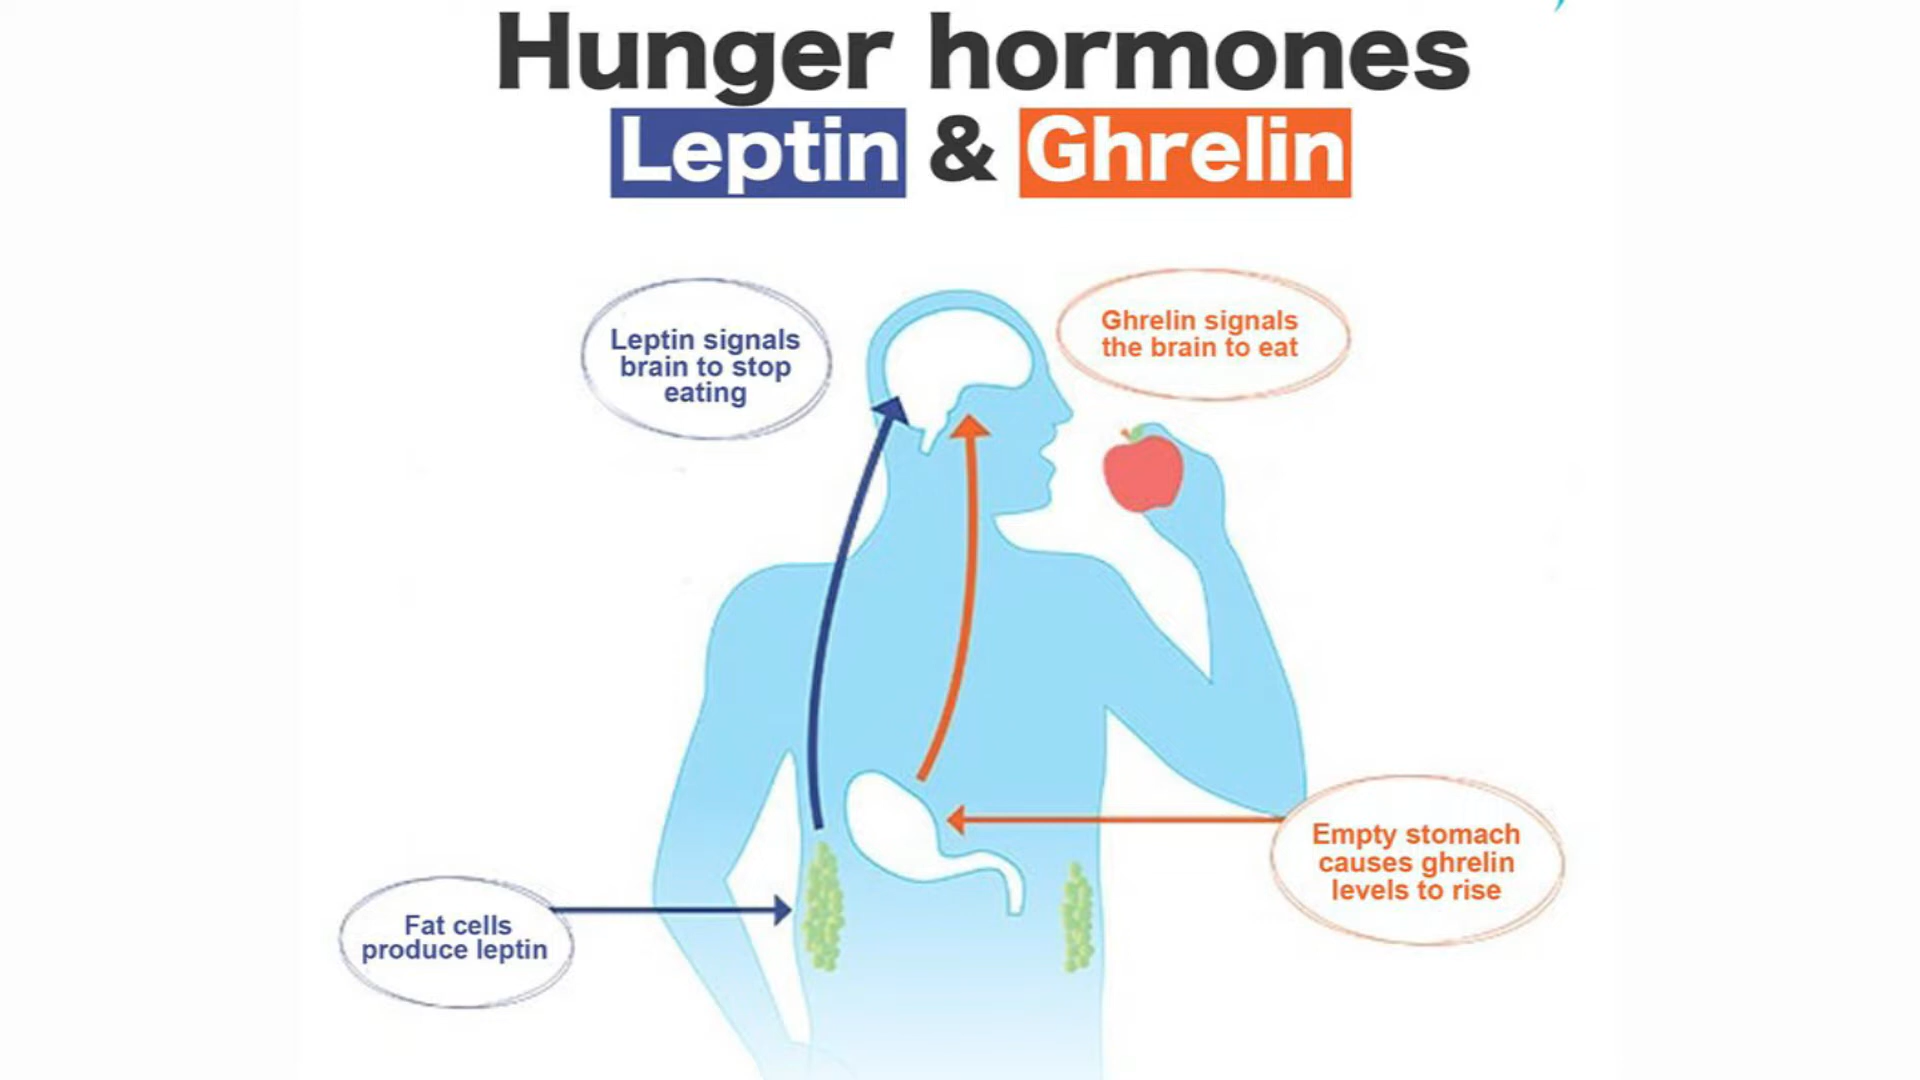 Hunger hormones
Leptin & Ghrelin
Leptin signals
brain to stop
eating
Ghrelin signals
the brain to eat
Empty stomach
causes ghrelin
levels to rise
Fat cells
produce leptin